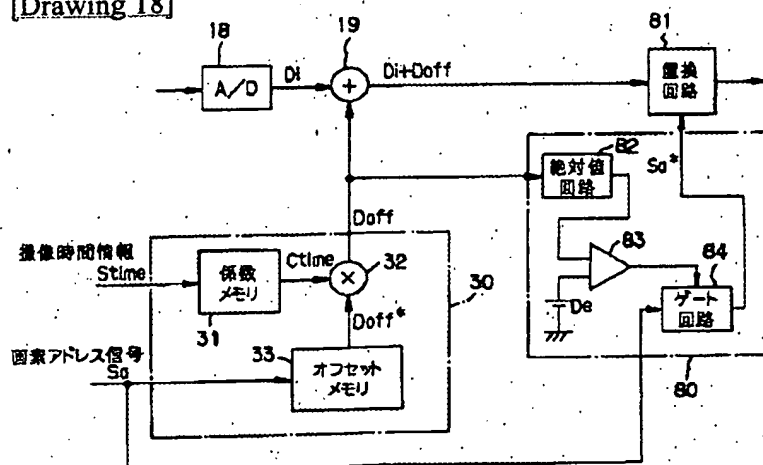 [Drawing 18]
18
A/D
Di
19
+
Di+Doff
81
置換
回路
82
絶対値
回路
Sa*
Doff
撮像時間情報
Stime
係数
メモリ
31
Ctime
×
32
30
83
De
84
ゲート
回路
Doff*
画素アドレス信号
Sa
33
オフセット
メモリ
80